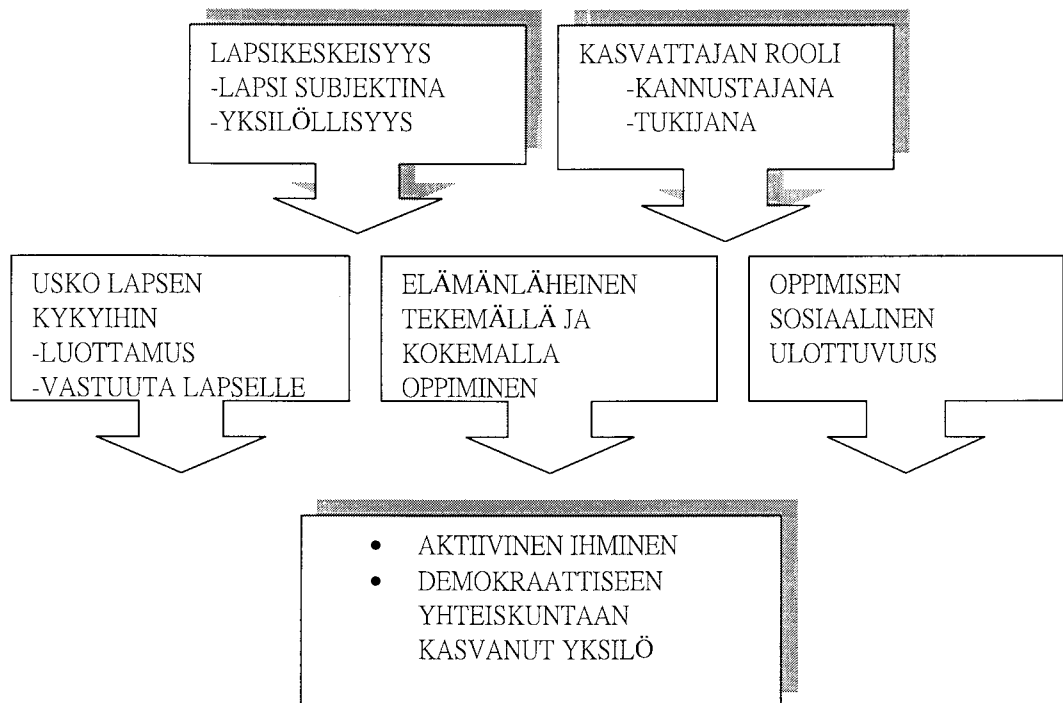 LAPSIKESKEISYYS
-LAPSI SUBJEKTINA
-YKSILÖLLISYYS
KASVATTAJAN ROOLI
-KANNUSTAJANA
-TUKIJANA
USKO LAPSEN
KYKYIHIN
-LUOTTAMUS
-VASTUUTA LAPSELLE
ELÄMÄNLÄHEINEN
TEKEMÄLLÄ JA
KOKEMALLA
OPPIMINEN
OPPIMISEN
SOSIAALINEN
ULOTTUVUUS
• AKTIIVINEN IHMINEN
• DEMOKRAATTISEEN
YHTEISKUNTAAN
KASVANUT YKSILÖ